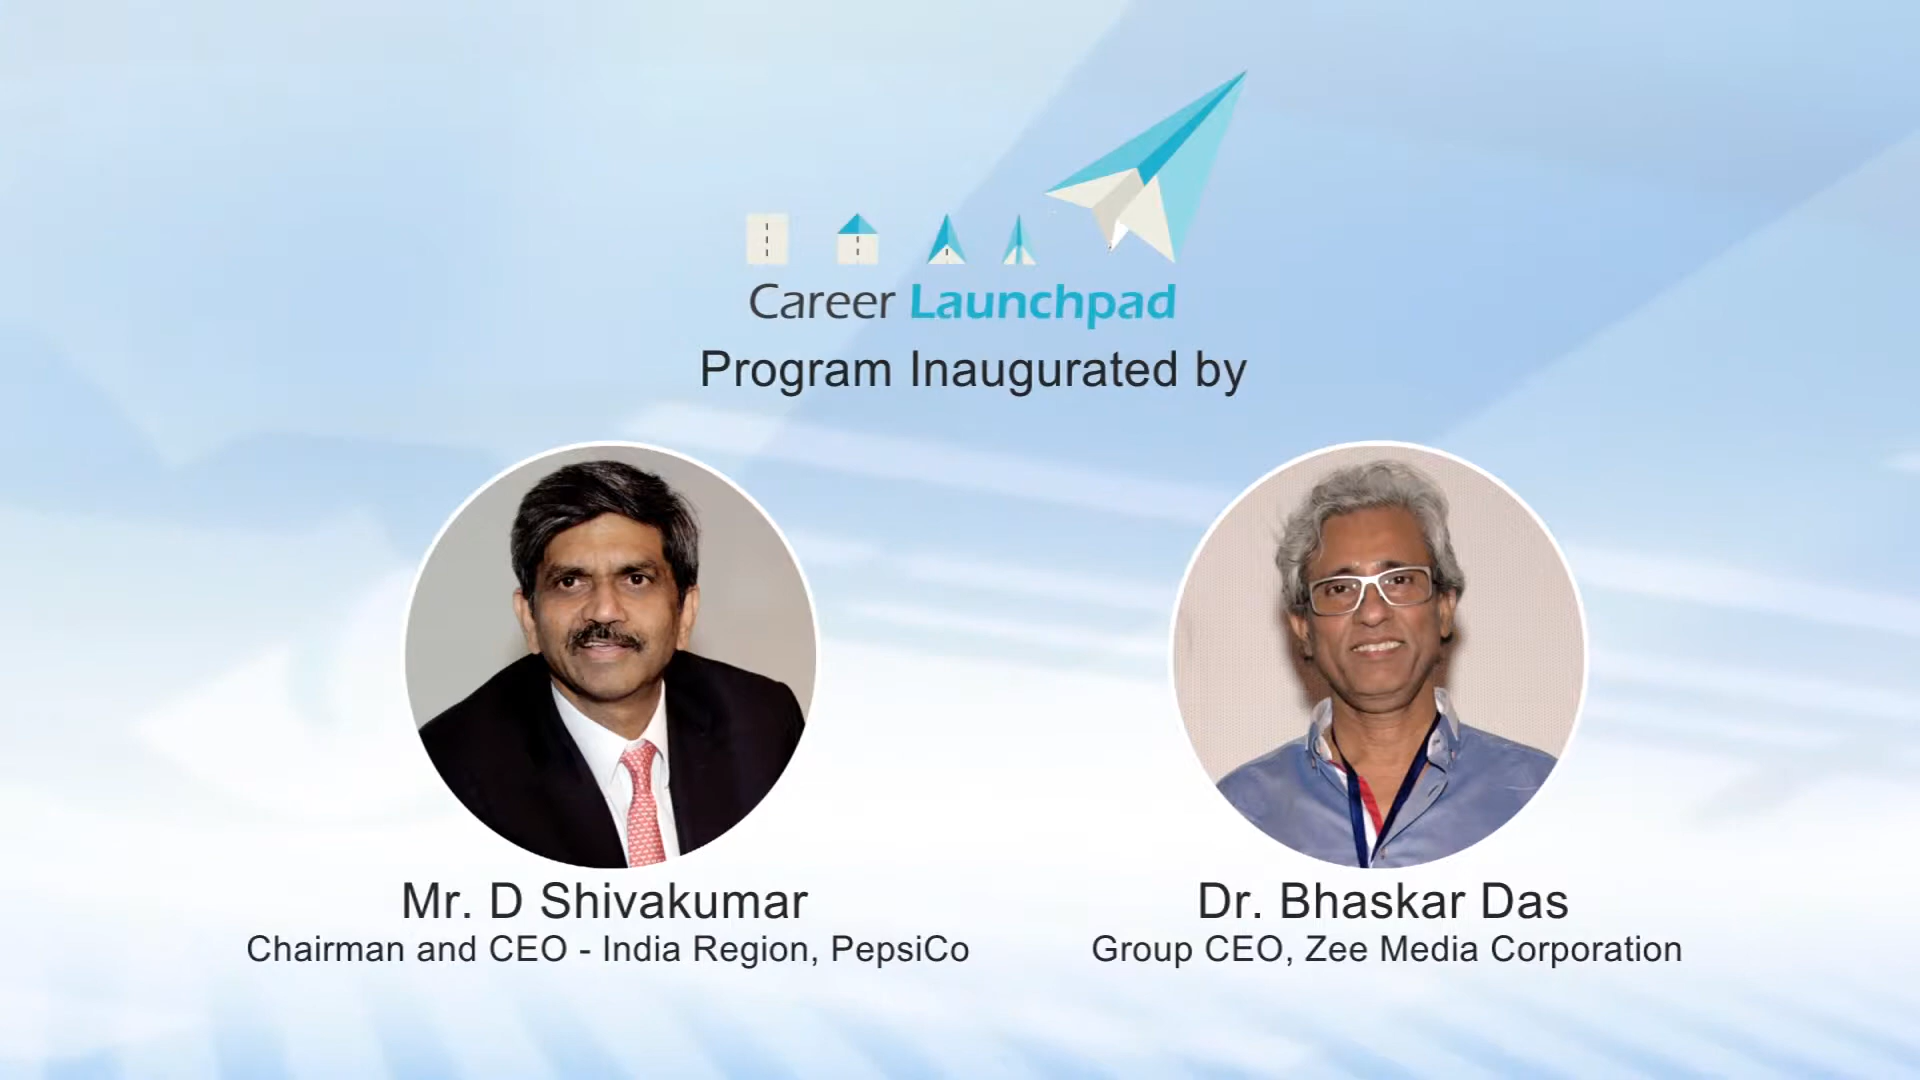 Career Launchpad
Program Inaugurated by
Mr. D Shivakumar
Chairman and CEO - India Region, PepsiCo
Dr. Bhaskar Das
Group CEO, Zee Media Corporation